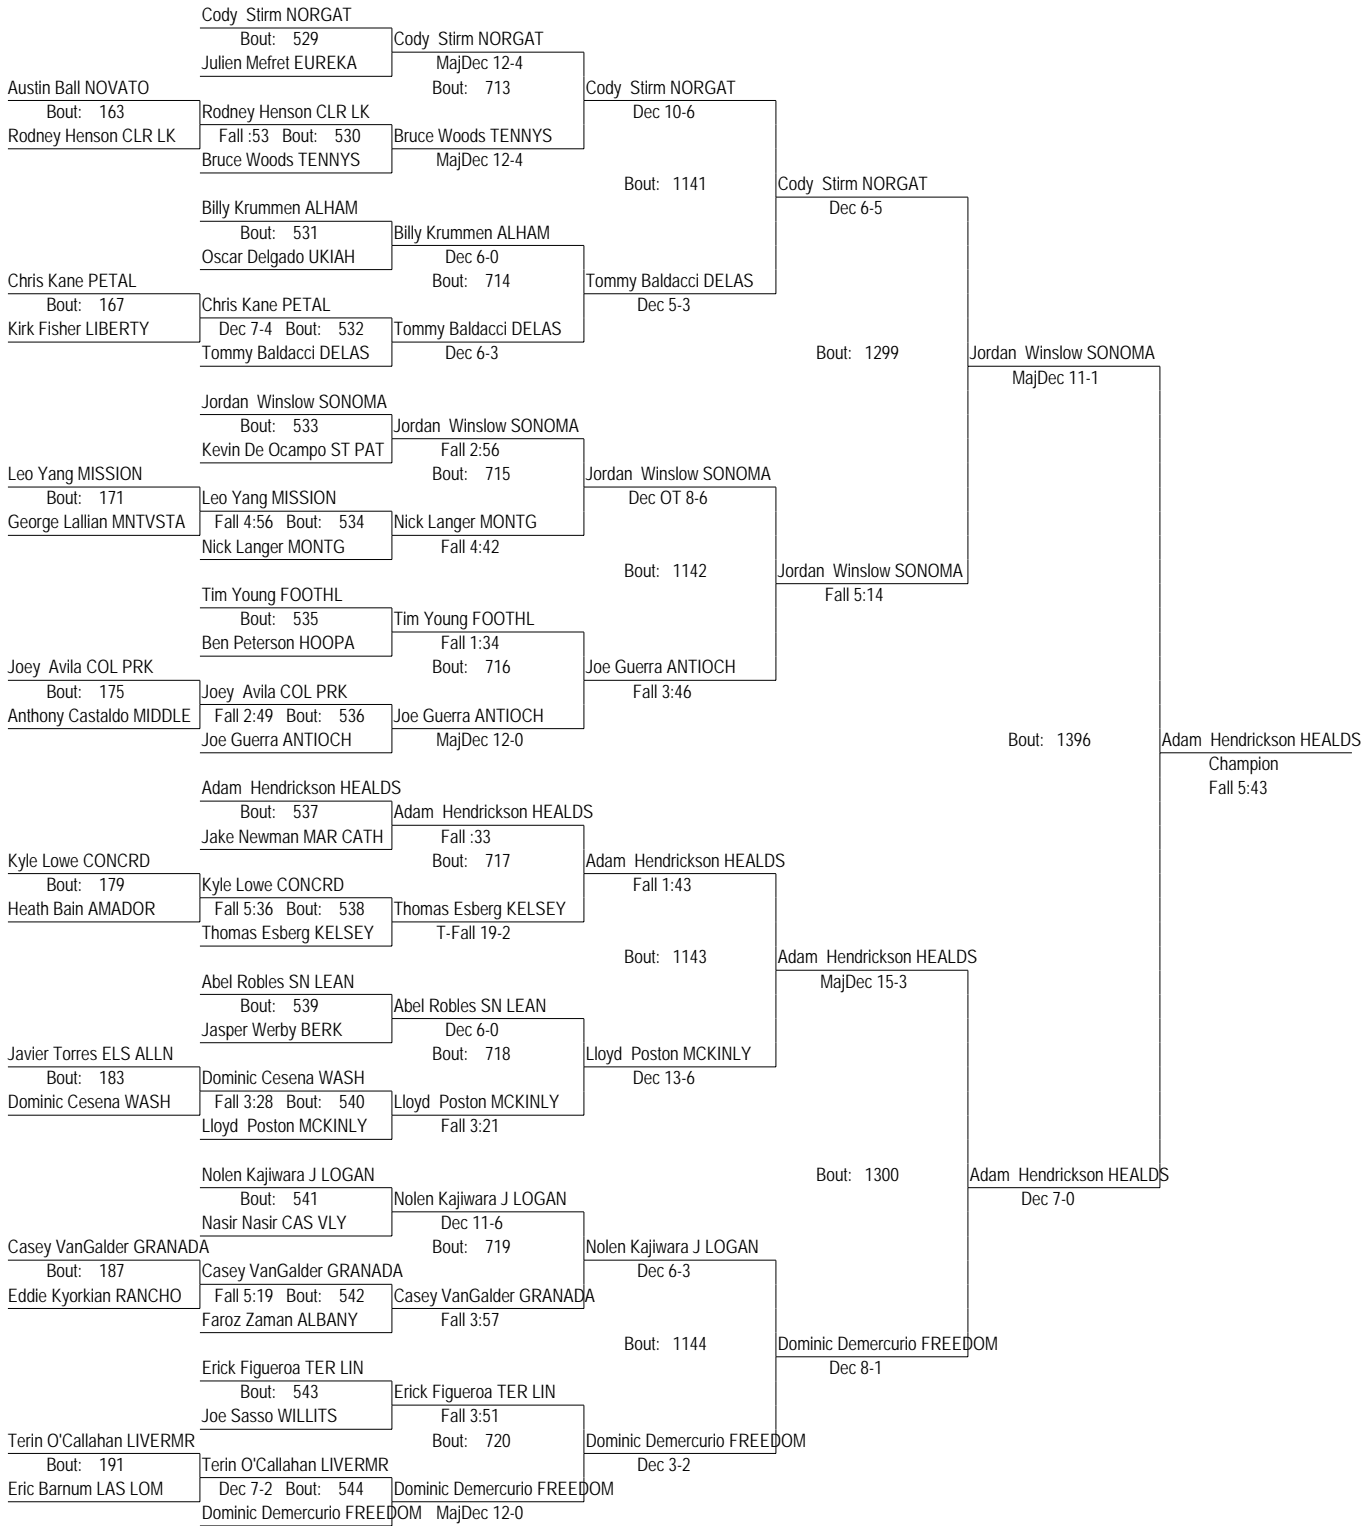 Cody Stirm NORGAT
Bout: 529 Cody Stirm NORGAT
Julien Mefret EUREKA MajDec 12-4
Austin Ball NOVATO Bout: 713 Cody Stirm NORGAT
Bout: 163 Rodney Henson CLR LK Dec 10-6
Rodney Henson CLR LK Fall :53 Bout: 530 Bruce Woods TENNYS
Bruce Woods TENNYS MajDec 12-4
Bout: 1141 Cody Stirm NORGAT
Billy Krummen ALHAM Dec 6-5
Bout: 531 Billy Krummen ALHAM
Oscar Delgado UKIAH Dec 6-0
Chris Kane PETAL Bout: 714 Tommy Baldacci DELAS
Bout: 167 Chris Kane PETAL Dec 5-3
Kirk Fisher LIBERTY Dec 7-4 Bout: 532 Tommy Baldacci DELAS
Tommy Baldacci DELAS Dec 6-3 Bout: 1299 Jordan Winslow SONOMA
MajDec 11-1
Jordan Winslow SONOMA
Bout: 533 Jordan Winslow SONOMA
Kevin De Ocampo ST PAT Fall 2:56
Leo Yang MISSION Bout: 715 Jordan Winslow SONOMA
Bout: 171 Leo Yang MISSION Dec OT 8-6
George Lallian MNTVSTA Fall 4:56 Bout: 534 Nick Langer MONTG
Nick Langer MONTG Fall 4:42
Bout: 1142 Jordan Winslow SONOMA
Tim Young FOOTHL Fall 5:14
Bout: 535 Tim Young FOOTHL
Ben Peterson HOOPA Fall 1:34
Joey Avila COL PRK Bout: 716 Joe Guerra ANTIOCH
Bout: 175 Joey Avila COL PRK Fall 3:46
Anthony Castaldo MIDDLE Fall 2:49 Bout: 536 Joe Guerra ANTIOCH
Joe Guerra ANTIOCH MajDec 12-0 Bout: 1396 Adam Hendrickson HEALDS
Champion
Adam Hendrickson HEALDS Fall 5:43
Bout: 537 Adam Hendrickson HEALDS
Jake Newman MAR CATH Fall :33
Kyle Lowe CONCRD Bout: 717 Adam Hendrickson HEALDS
Bout: 179 Kyle Lowe CONCRD Fall 1:43
Heath Bain AMADOR Fall 5:36 Bout: 538 Thomas Esberg KELSEY
Thomas Esberg KELSEY T-Fall 19-2
Bout: 1143 Adam Hendrickson HEALDS
Abel Robles SN LEAN MajDec 15-3
Bout: 539 Abel Robles SN LEAN
Jasper Werby BERK Dec 6-0
Javier Torres ELS ALLN Bout: 718 Lloyd Poston MCKINLY
Bout: 183 Dominic Cesena WASH Dec 13-6
Dominic Cesena WASH Fall 3:28 Bout: 540 Lloyd Poston MCKINLY
Lloyd Poston MCKINLY Fall 3:21
Nolen Kajiwara J LOGAN Bout: 1300 Adam Hendrickson HEALDS
Bout: 541 Nolen Kajiwara J LOGAN Dec 7-0
Nasir Nasir CAS VLY Dec 11-6
Casey VanGalder GRANADA Bout: 719 Nolen Kajiwara J LOGAN
Bout: 187 Casey VanGalder GRANADA Dec 6-3
Eddie Kyorkian RANCHO Fall 5:19 Bout: 542 Casey VanGalder GRANADA
Faroz Zaman ALBANY Fall 3:57
Bout: 1144 Dominic Demercurio FREEDOM
Erick Figueroa TER LIN Dec 8-1
Bout: 543 Erick Figueroa TER LIN
Joe Sasso WILLITS Fall 3:51
Terin O'Callahan LIVERMR Bout: 720 Dominic Demercurio FREEDOM
Bout: 191 Terin O'Callahan LIVERMR Dec 3-2
Eric Barnum LAS LOM Dec 7-2 Bout: 544 Dominic Demercurio FREEDOM
Dominic Demercurio FREEDOM MajDec 12-0